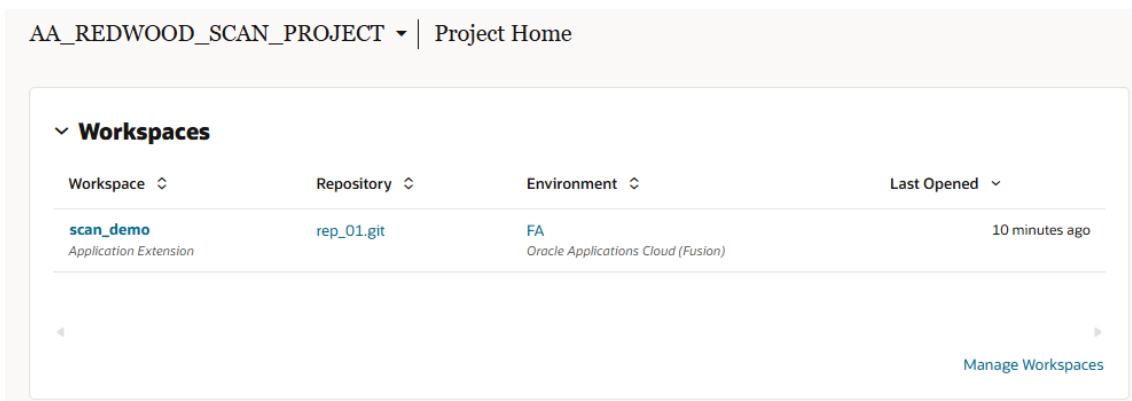 AA_REDWOOD_SCAN_PROJECT Project Home
Workspaces
Workspace Repository Environment Last Opened
scan_demo rep_01.git FA 10 minutes ago
Application Extension Oracle Applications Cloud (Fusion)
Manage Workspaces